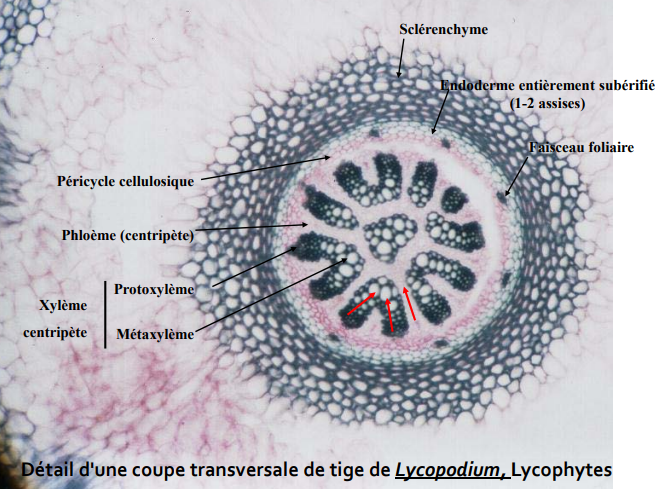 Sclérenchyme
Endoderme entièrement subérifié
(1-2 assises)
Faisceau foliaire
Péricycle cellulosique
Phloème (centripète)
Protoxylème
Xylème
centripète
Métaxylème
Détail d'une coupe transversale de tige de Lycopodium, Lycophytes